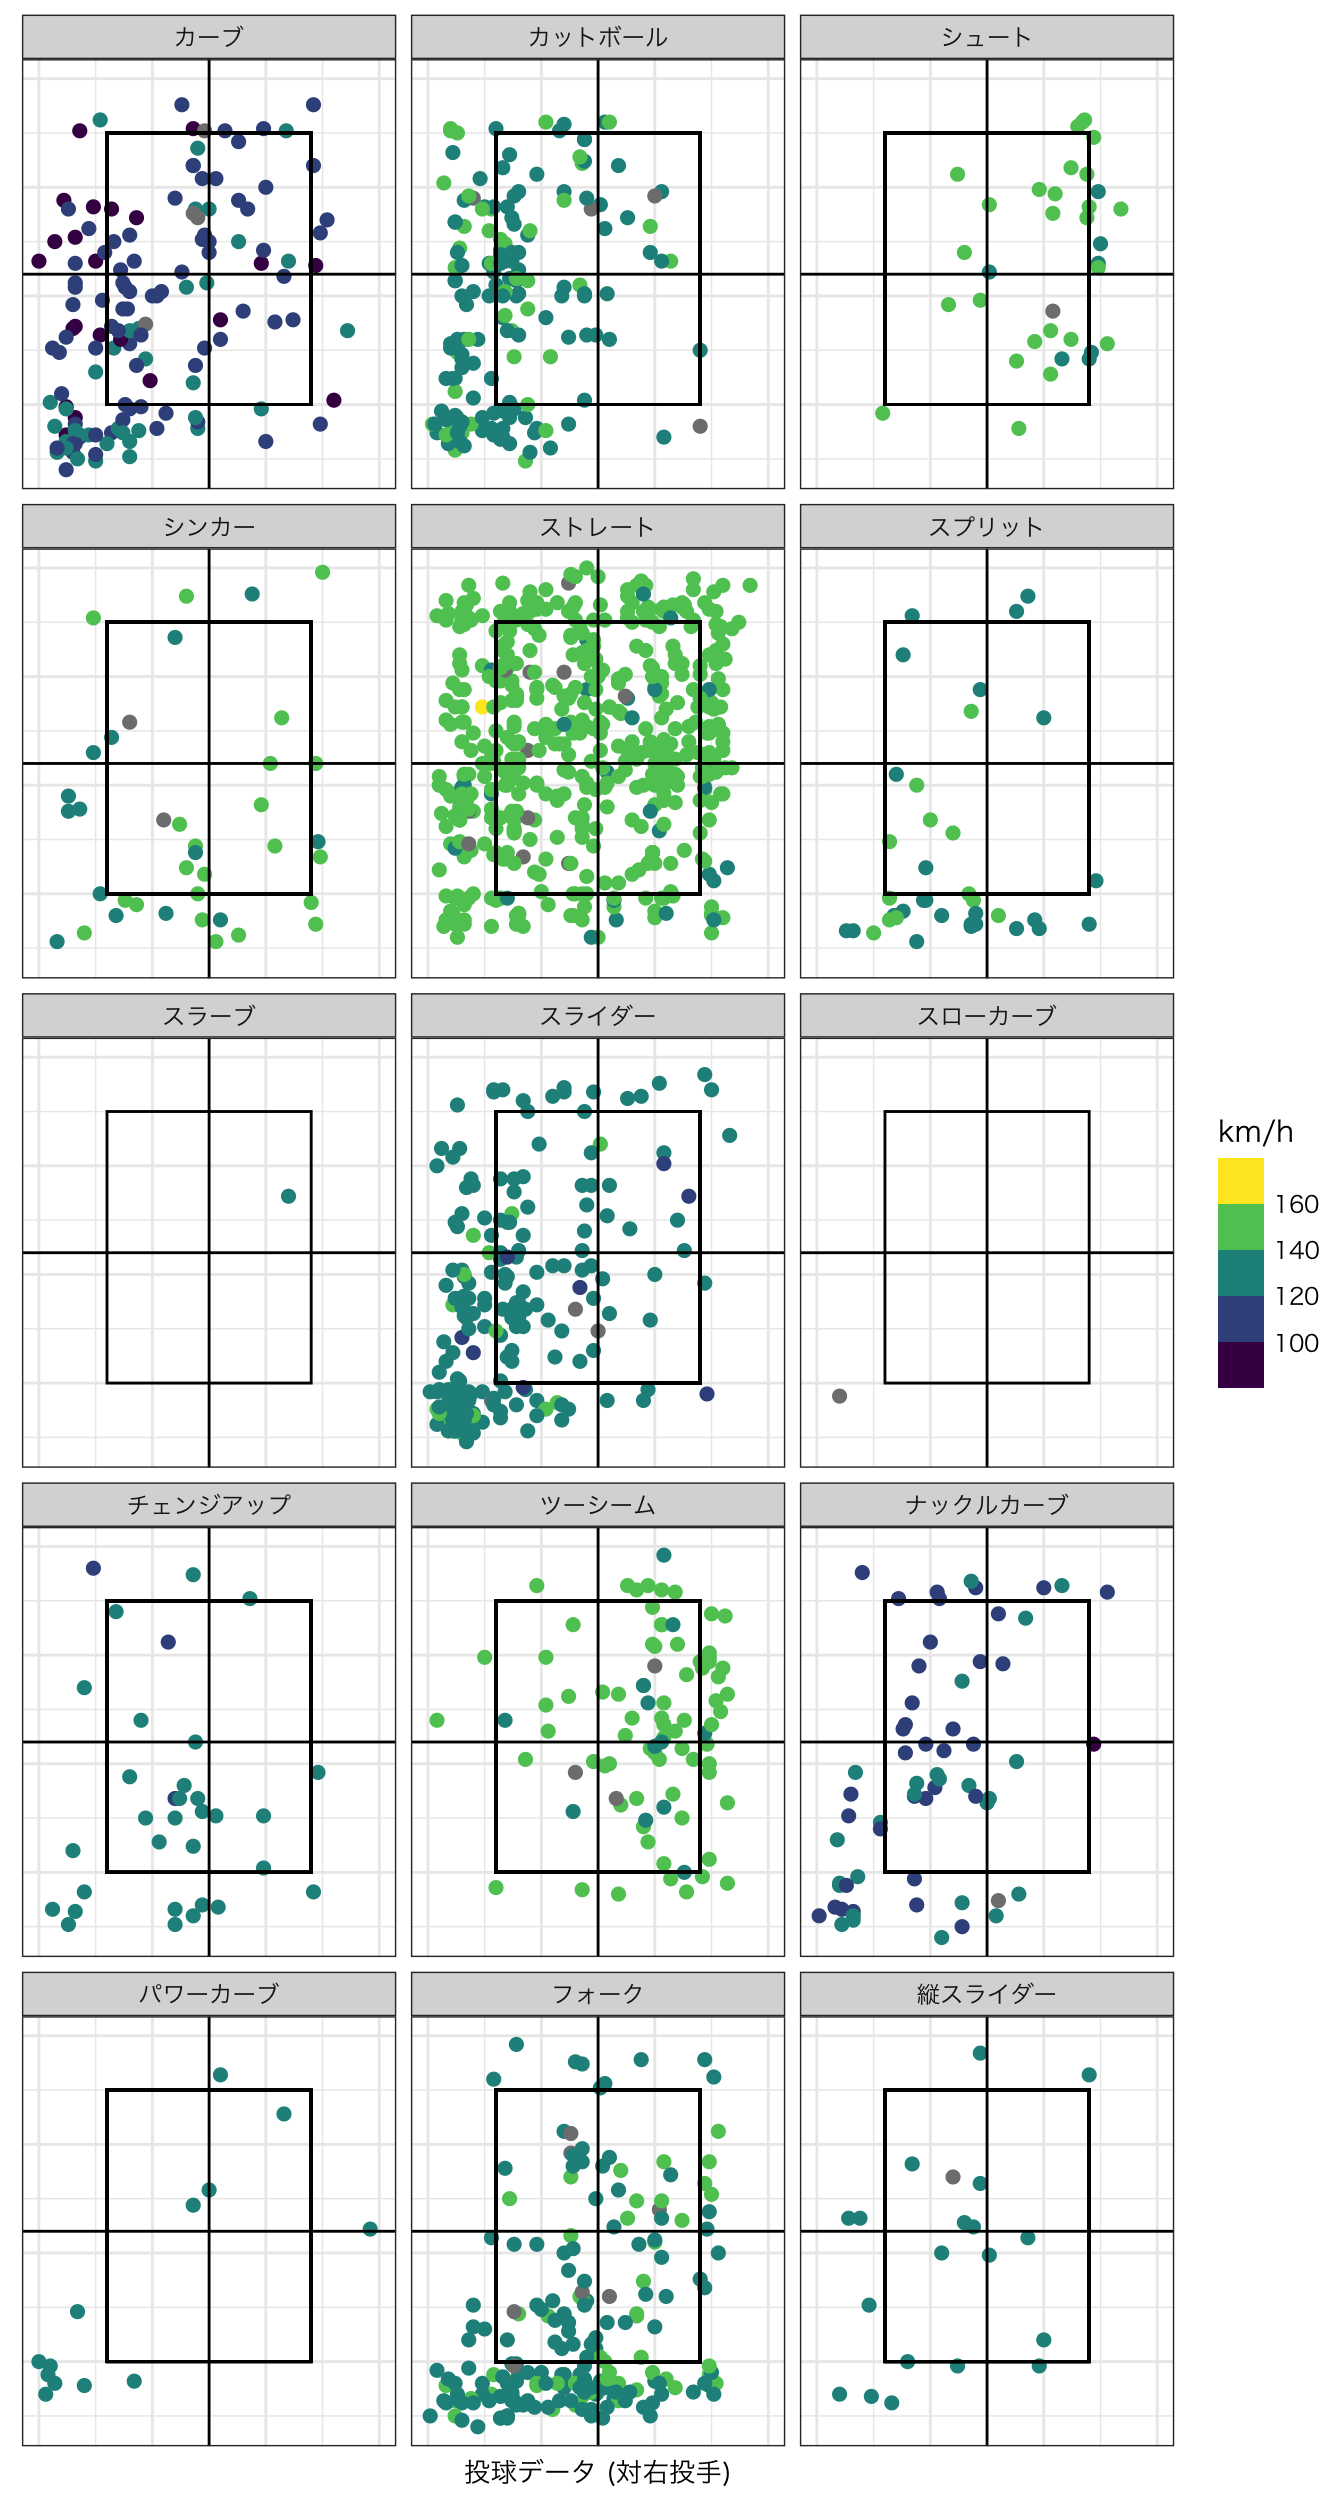 カーブ
カットボール
シュート
シンカー
ストレート
スプリット
スラーブ
スライダー
スローカーブ
km/h
160
140
120
100
チェンジアップ
ツーシーム
ナックルカーブ
パワーカーブ
フォーク
縦スライダー
投球データ (対右投手)